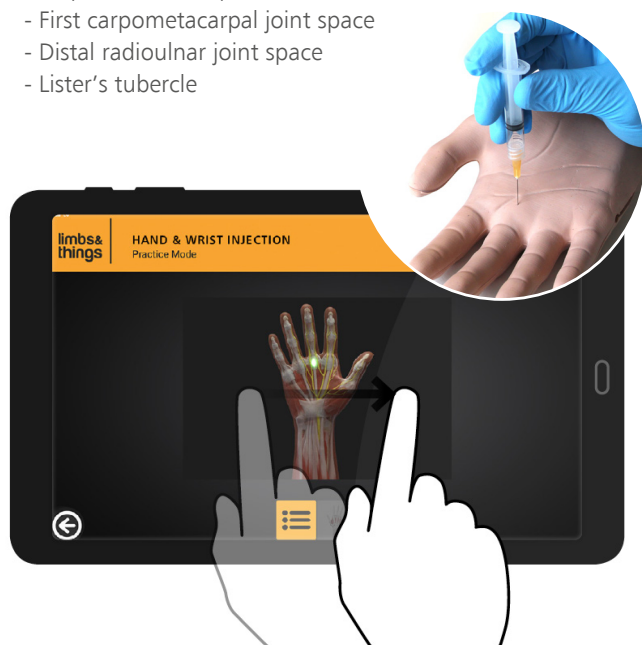 - First carpometacarpal joint space
- Distal radioulnar joint space
- Lister's tubercle
limbs&
things
HAND & WRIST INJECTION
Practice Mode